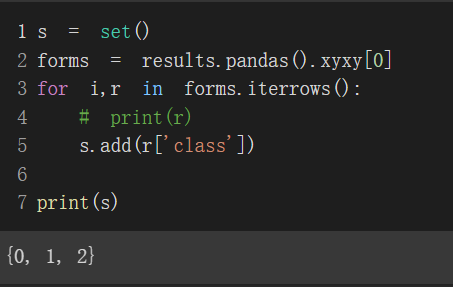 1 s = set()
2 forms = results.pandas().xyxy[0]
3 for i,r in forms.iterrows():
4     # print(r)
5     s.add(r['class'])
6
7 print(s)
{0, 1, 2}